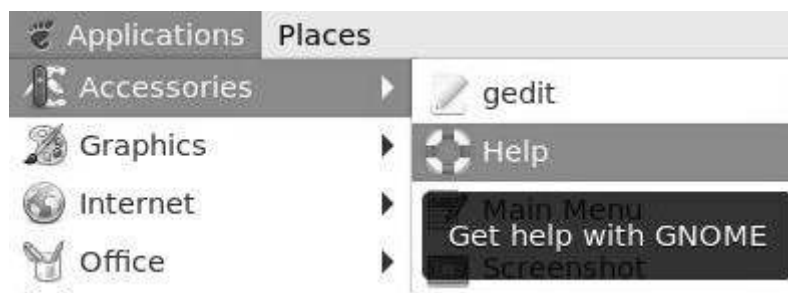 Applications Places
Accessories
Graphics
Internet
Office
gedit
Help
Main Menu
Get help with GNOME
Screenshot